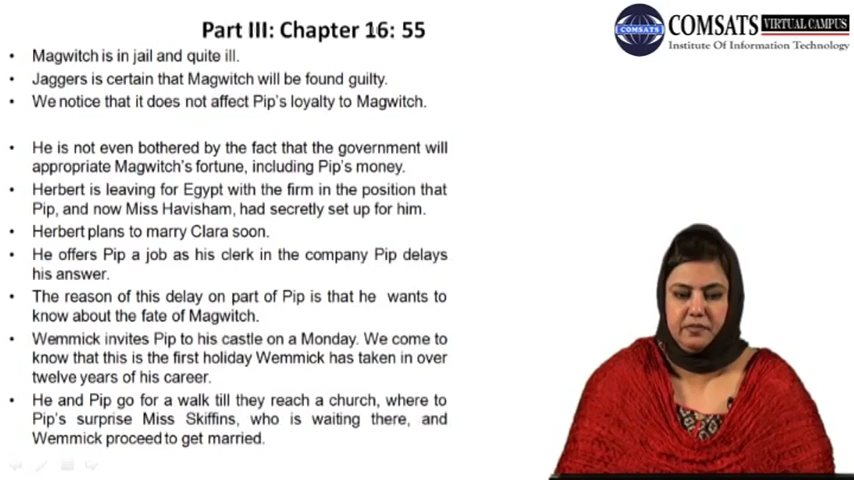 Part III: Chapter 16: 55
COMSATS VIRTUAL CAMPUS
COMSATS
Institute Of Information Technology
• Magwitch is in jail and quite ill.
• Jaggers is certain that Magwitch will be found guilty.
• We notice that it does not affect Pip's loyalty to Magwitch.
• He is not even bothered by the fact that the government will
appropriate Magwitch's fortune, including Pip's money.
• Herbert is leaving for Egypt with the firm in the position that
Pip, and now Miss Havisham, had secretly set up for him.
• Herbert plans to marry Clara soon.
• He offers Pip a job as his clerk in the company Pip delays
his answer.
• The reason of this delay on part of Pip is that he wants to
know about the fate of Magwitch.
• Wemmick invites Pip to his castle on a Monday. We come to
know that this is the first holiday Wemmick has taken in over
twelve years of his career.
• He and Pip go for a walk till they reach a church, where to
Pip's surprise Miss Skiffins, who is waiting there, and
Wemmick proceed to get married.